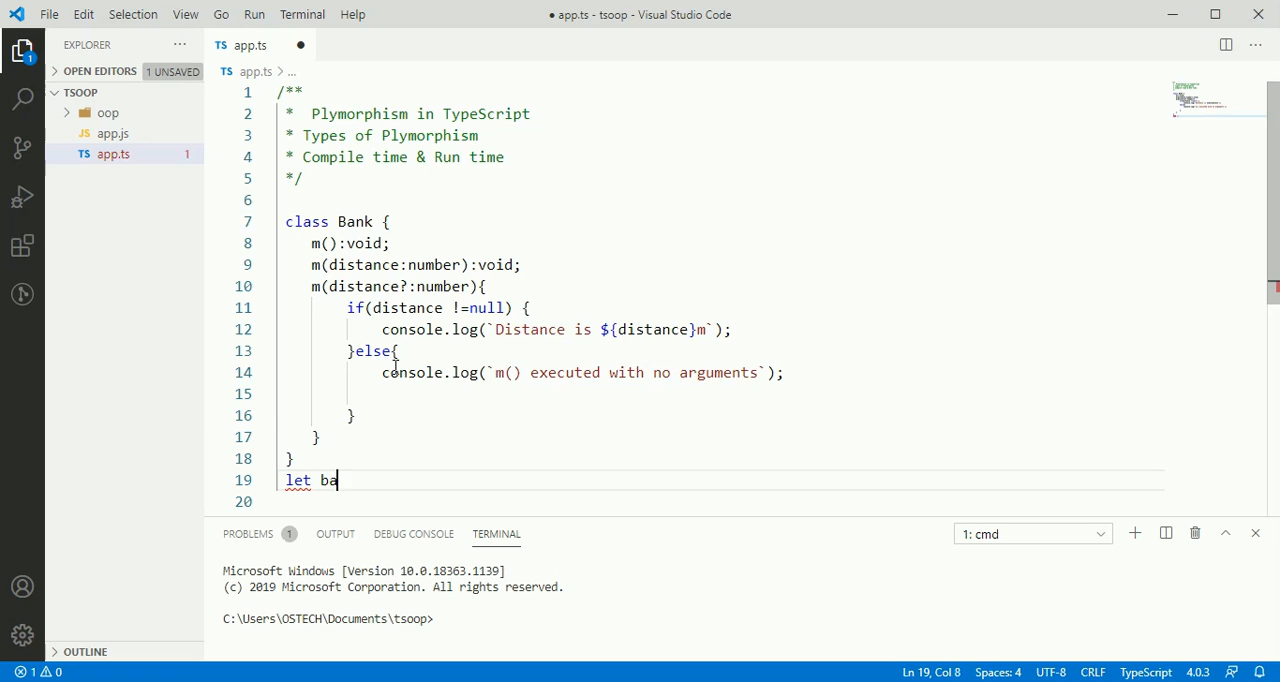 File Edit Selection View Go Run Terminal Help ● app.ts - tsoop - Visual Studio Code
EXPLORER ··· TS app.ts ●
1
OPEN EDITORS 1 UNSAVED TS app.ts > ...
TSOOP
oop
JS app.js
TS app.ts 1
1 /**
2 *  Plymorphism in TypeScript
3 * Types of Plymorphism
4 * Compile time & Run time
5 */
6
7 class Bank {
8 m():void;
9 m(distance:number):void;
10 m(distance?:number){
11 if(distance !=null) {
12 console.log(`Distance is ${distance}m`);
13 }else{
14 console.log(`m() executed with no arguments`);
15
16 }
17 }
18 }
19 let ba
20
PROBLEMS 1 OUTPUT DEBUG CONSOLE TERMINAL 1: cmd
Microsoft Windows [Version 10.0.18363.1139]
(c) 2019 Microsoft Corporation. All rights reserved.
C:\Users\OSTECH\Documents\tsoop>
OUTLINE
1 0 Ln 19, Col 8 Spaces: 4 UTF-8 CRLF TypeScript 4.0.3